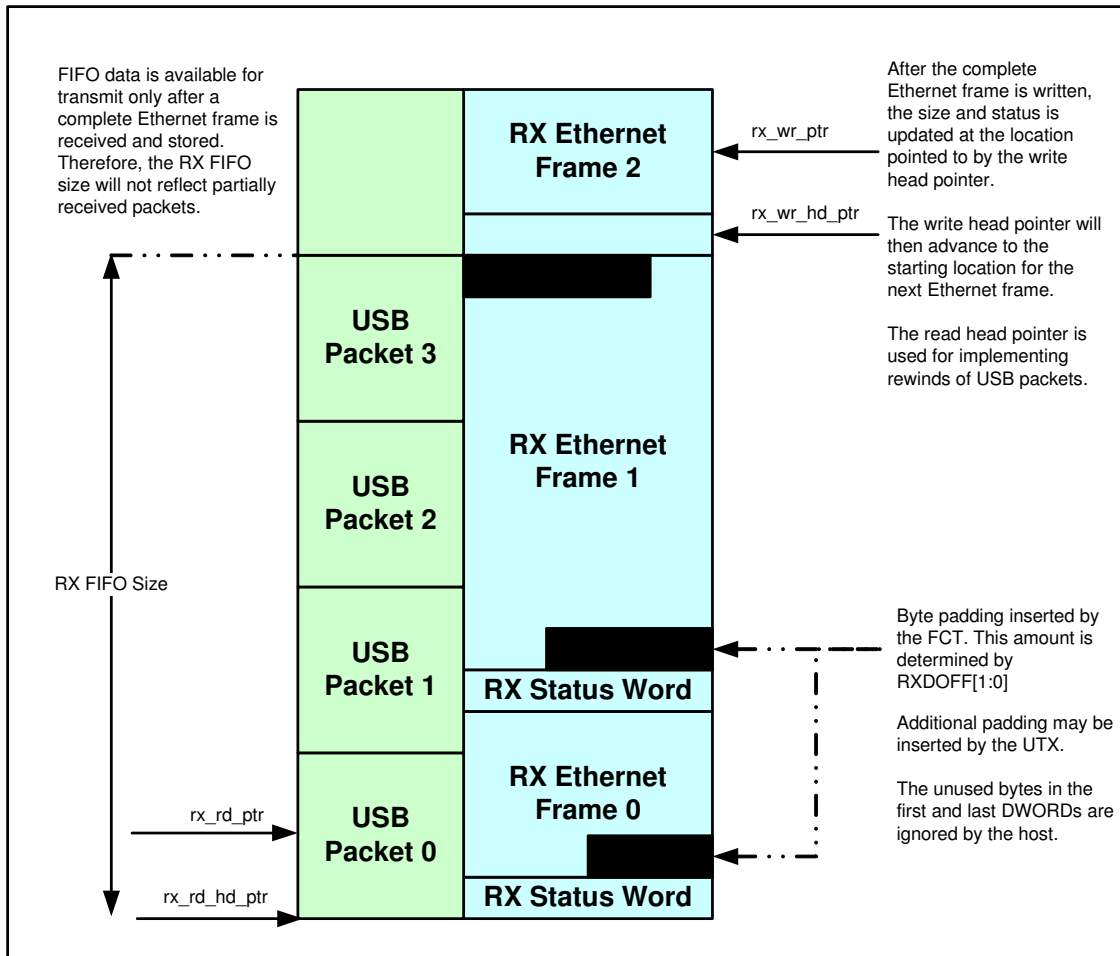 FIFO data is available for
transmit only after a
complete Ethernet frame is
received and stored.
Therefore, the RX FIFO
size will not reflect partially
received packets.
RX Ethernet
Frame 2
rx_wr_ptr
After the complete
Ethernet frame is written,
the size and status is
updated at the location
pointed to by the write
head pointer.
rx_wr_hd_ptr
The write head pointer will
then advance to the
starting location for the
next Ethernet frame.
The read head pointer is
used for implementing
rewinds of USB packets.
USB
Packet 3
RX Ethernet
Frame 1
USB
Packet 2
RX FIFO Size
USB
Packet 1
RX Status Word
Byte padding inserted by
the FCT. This amount is
determined by
RXDOFF[1:0]
Additional padding may be
inserted by the UTX.
The unused bytes in the
first and last DWORDs are
ignored by the host.
RX Ethernet
Frame 0
rx_rd_ptr
USB
Packet 0
RX Status Word
rx_rd_hd_ptr